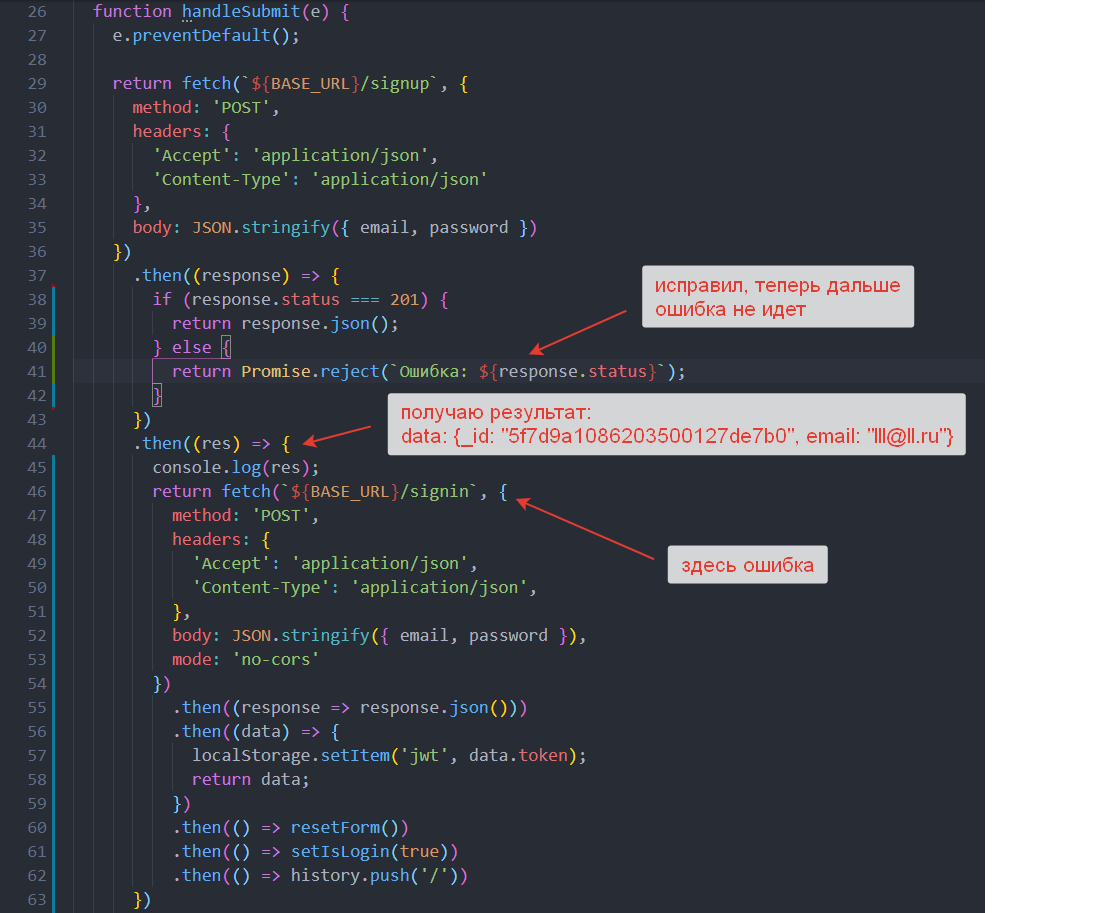 26 function handleSubmit(e) {
27 e.preventDefault();
28
29 return fetch(`${BASE_URL}/signup`, {
30 method: 'POST',
31 headers: {
32 'Accept': 'application/json',
33 'Content-Type': 'application/json'
34 },
35 body: JSON.stringify({ email, password })
36 })
37 .then((response) => {
38 if (response.status === 201) {
39 return response.json();
40 } else {
41 return Promise.reject(`Ошибка: ${response.status}`);
42 }
43 })
44 .then((res) => {
45 console.log(res);
46 return fetch(`${BASE_URL}/signin`, {
47 method: 'POST',
48 headers: {
49 'Accept': 'application/json',
50 'Content-Type': 'application/json',
51 },
52 body: JSON.stringify({ email, password }),
53 mode: 'no-cors'
54 })
55 .then((response => response.json()))
56 .then((data) => {
57 localStorage.setItem('jwt', data.token);
58 return data;
59 })
60 .then(() => resetForm())
61 .then(() => setIsLogin(true))
62 .then(() => history.push('/'))
63 })
исправил, теперь дальше
ошибка не идет
получаю результат:
data: {_id: "5f7d9a1086203500127de7b0", email: "lll@ll.ru"}
здесь ошибка